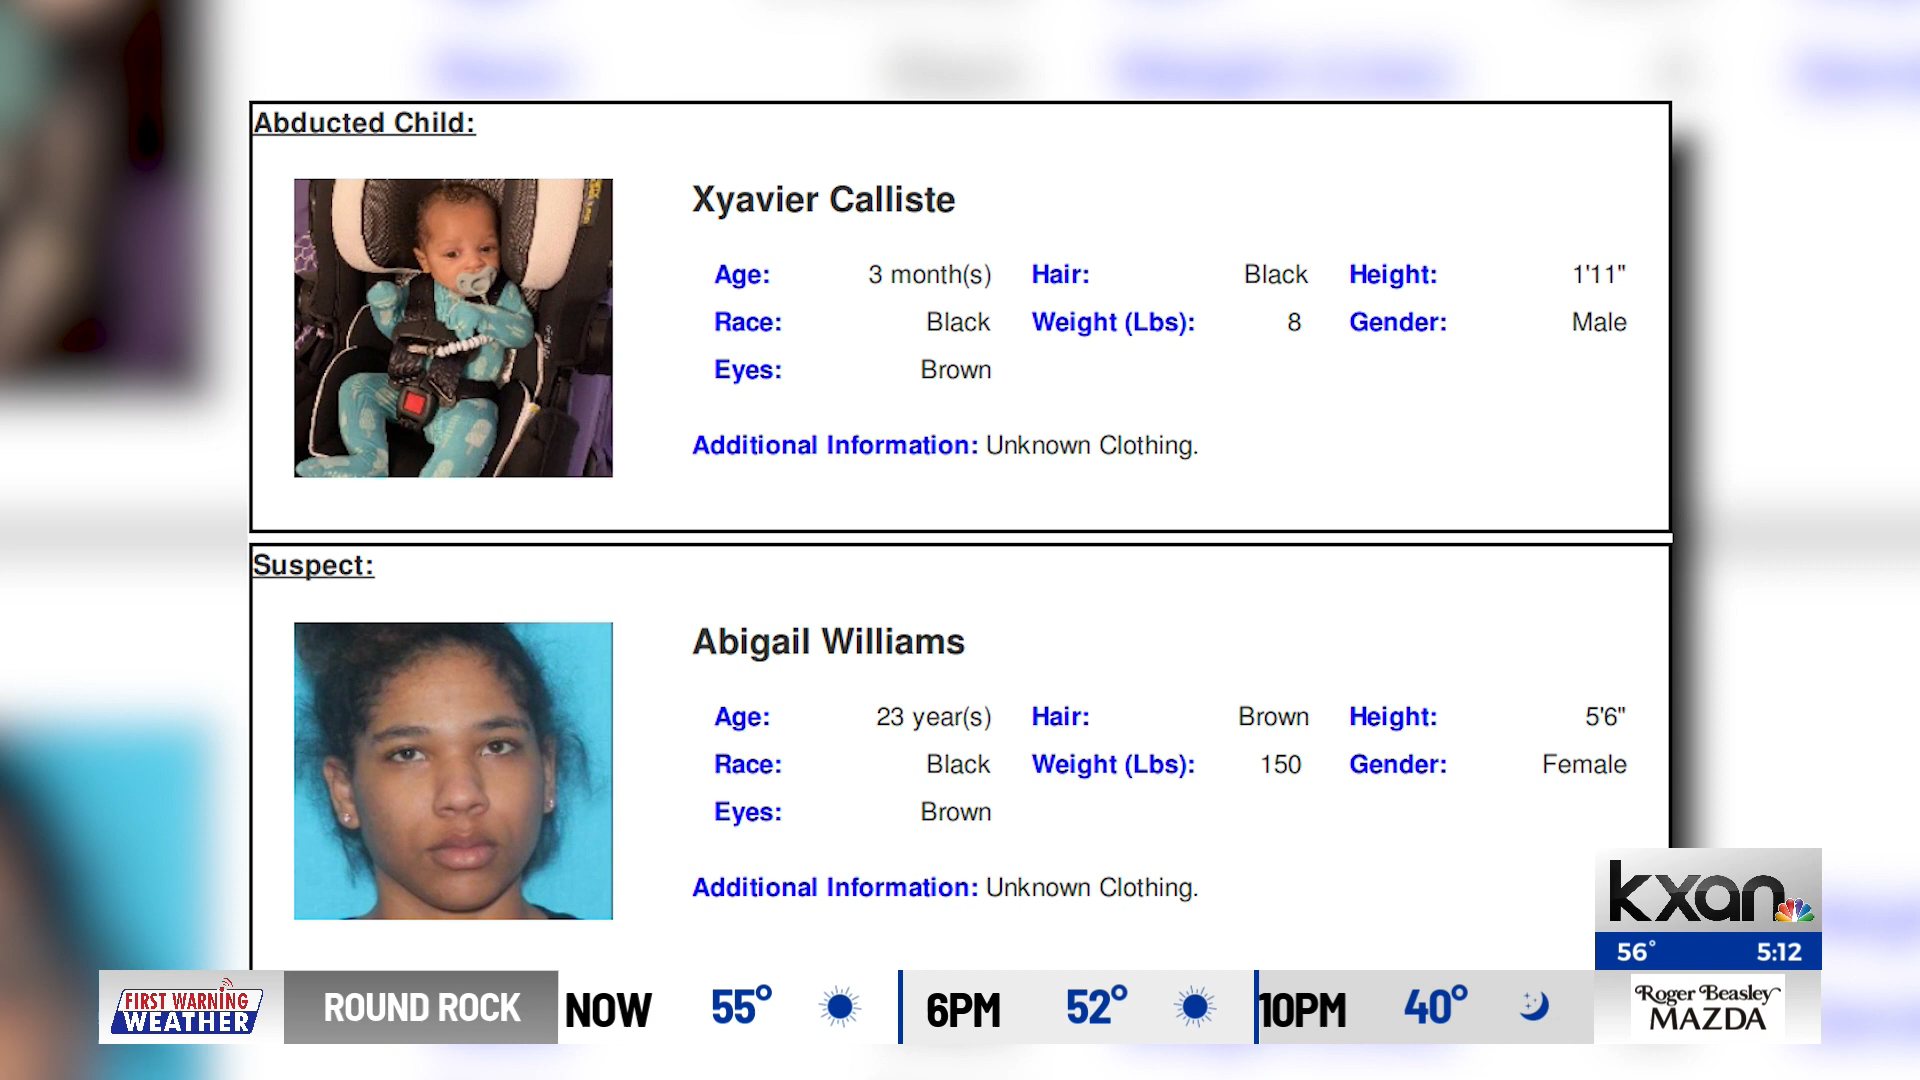 Abducted Child:
Xyavier Calliste
Age: 3 month(s) Hair: Black Height: 1'11"
Race: Black Weight (Lbs): 8 Gender: Male
Eyes: Brown
Additional Information: Unknown Clothing.
Suspect:
Abigail Williams
Age: 23 year(s) Hair: Brown Height: 5'6"
Race: Black Weight (Lbs): 150 Gender: Female
Eyes: Brown
Additional Information: Unknown Clothing.
kxan
56° 5:12
FIRST WARNING
WEATHER
ROUND ROCK NOW 55° 6PM 52° 10PM 40°
Roger Beasley
MAZDA